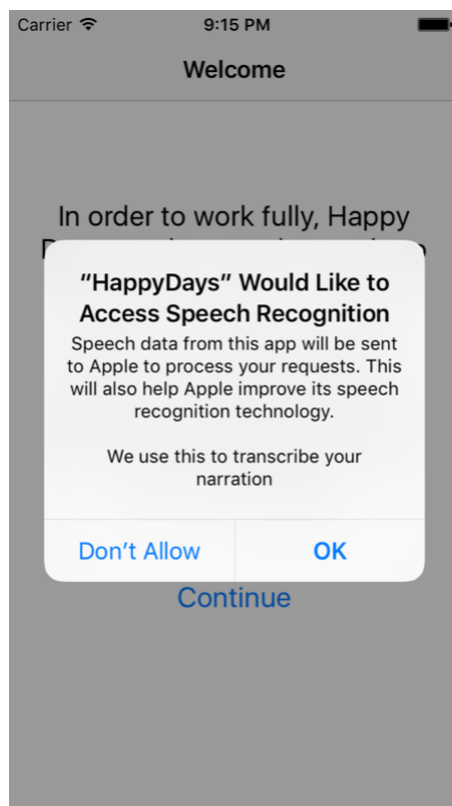 Carrier 9:15 PM
Welcome
In order to work fully, Happy
“HappyDays” Would Like to
Access Speech Recognition
Speech data from this app will be sent
to Apple to process your requests. This
will also help Apple improve its speech
recognition technology.
We use this to transcribe your
narration
Don’t Allow OK
Continue